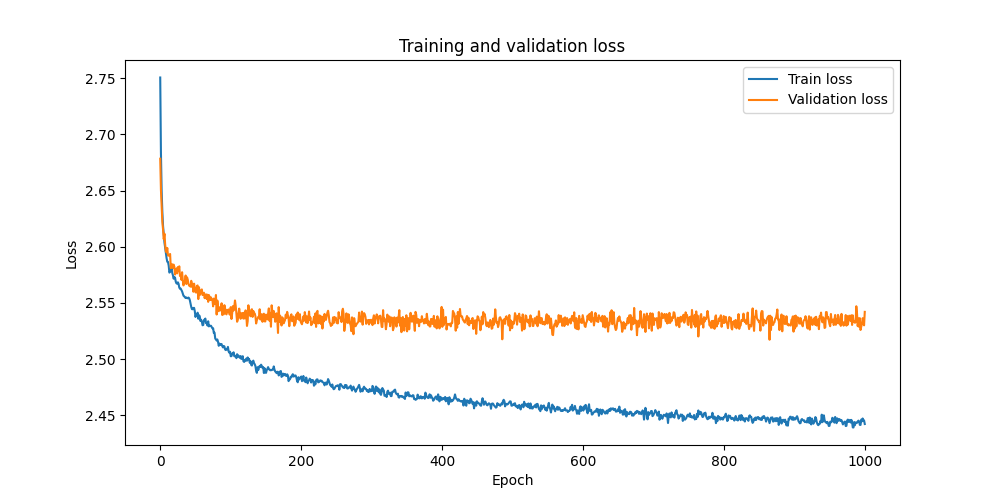 Training and validation loss
Train loss
Validation loss
2.75
2.70
2.65
2.60
2.55
2.50
2.45
Loss
0
200
400
600
800
1000
Epoch